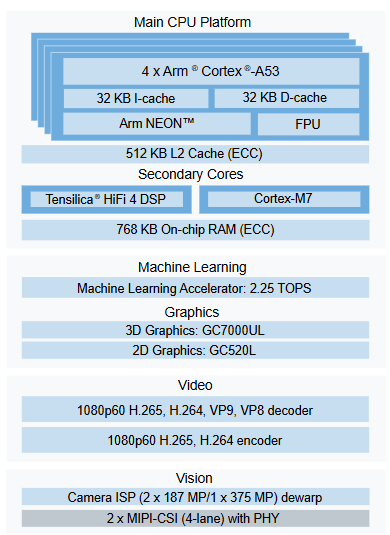 Main CPU Platform
4 x Arm ® Cortex ®-A53
32 KB I-cache
32 KB D-cache
Arm NEON™
FPU
512 KB L2 Cache (ECC)
Secondary Cores
Tensilica® HiFi 4 DSP
Cortex-M7
768 KB On-chip RAM (ECC)
Machine Learning
Machine Learning Accelerator: 2.25 TOPS
Graphics
3D Graphics: GC7000UL
2D Graphics: GC520L
Video
1080p60 H.265, H.264, VP9, VP8 decoder
1080p60 H.265, H.264 encoder
Vision
Camera ISP (2 x 187 MP/1 x 375 MP) dewarp
2 x MIPI-CSI (4-lane) with PHY